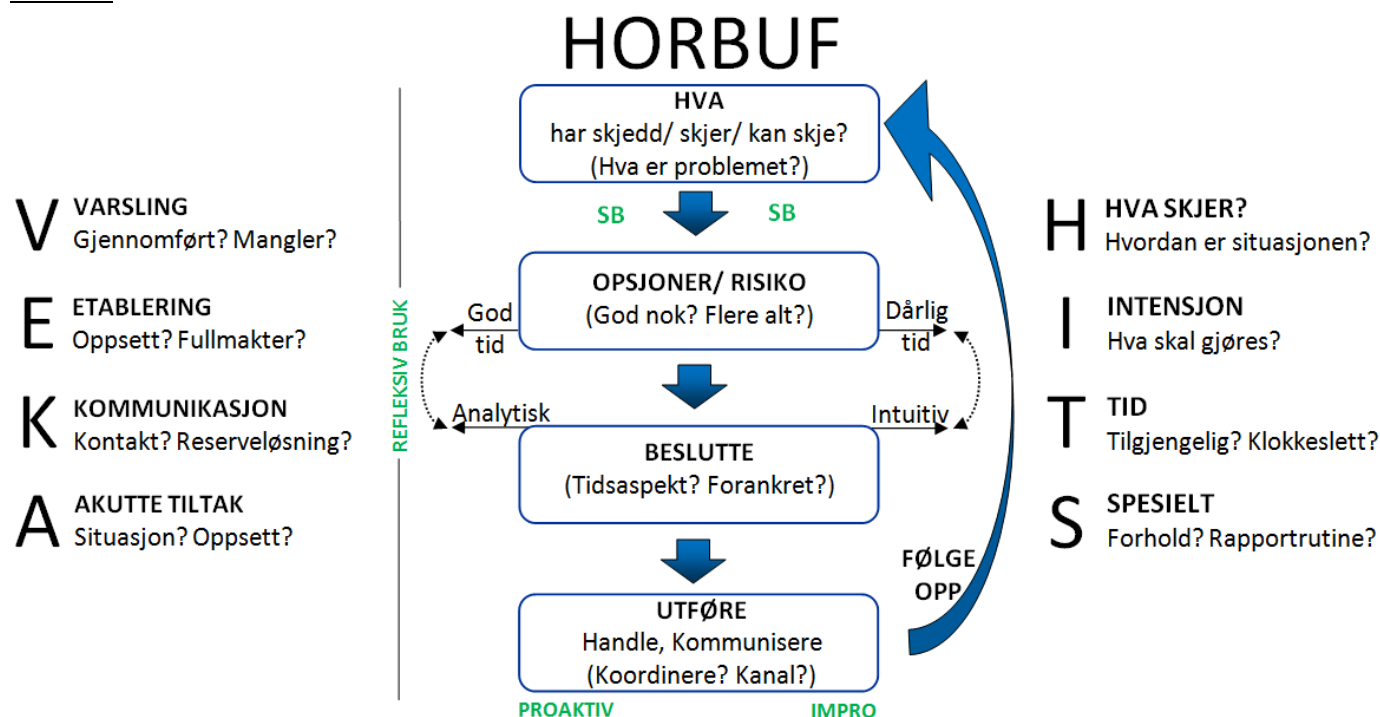 HORBUF
V
VARSLING
Gjennomført? Mangler?
E
ETABLERING
Oppsett? Fullmakter?
K
KOMMUNIKASJON
Kontakt? Reserveløsning?
A
AKUTTE TILTAK
Situasjon? Oppsett?
REFLEKSIV BRUK
HVA
har skjedd/ skjer/ kan skje?
(Hva er problemet?)
SB
SB
OPSJONER/ RISIKO
(God nok? Flere alt?)
God
tid
Dårlig
tid
Analytisk
Intuitiv
BESLUTTE
(Tidsaspekt? Forankret?)
UTFØRE
Handle, Kommunisere
(Koordinere? Kanal?)
PROAKTIV
IMPRO
FØLGE
OPP
H
HVA SKJER?
Hvordan er situasjonen?
I
INTENSJON
Hva skal gjøres?
T
TID
Tilgjengelig? Klokkeslett?
S
SPESIELT
Forhold? Rapportrutine?